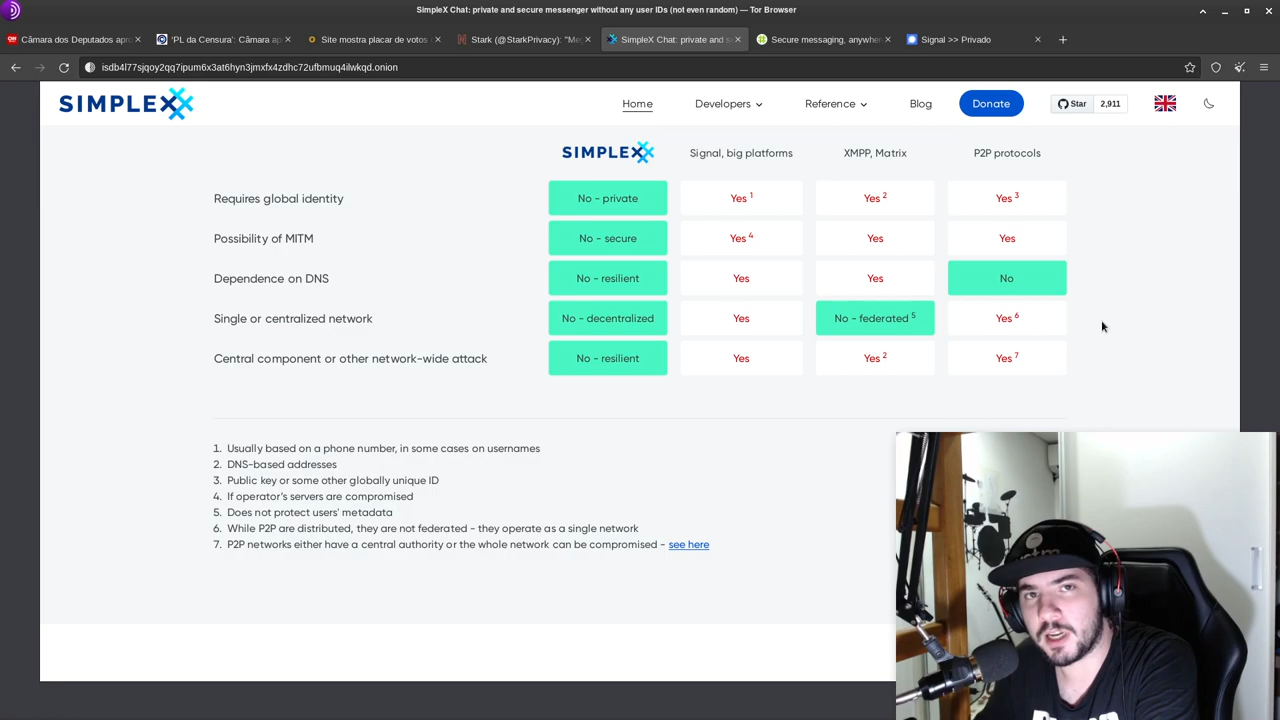 SimpleX Chat: private and secure messenger without any user IDs (not even random) — Tor Browser
Câmara dos Deputados apro
'PL da Censura': Câmara ap
Site mostra placar de votos
Stark (@StarkPrivacy): "Me
SimpleX Chat: private and s
Secure messaging, anywher
Signal >> Privado
isdb4l77sjqoy2qq7ipum6x3at6hyn3jmxfx4zdhc72ufbmuq4ilwkqd.onion
SIMPLEX
Home
Developers
Reference
Blog
Donate
Star
2,911
SIMPLEX Signal, big platforms XMPP, Matrix P2P protocols
Requires global identity No - private Yes 1 Yes 2 Yes 3
Possibility of MITM No - secure Yes 4 Yes Yes
Dependence on DNS No - resilient Yes Yes No
Single or centralized network No - decentralized Yes No - federated 5 Yes 6
Central component or other network-wide attack No - resilient Yes Yes 2 Yes 7
1. Usually based on a phone number, in some cases on usernames
2. DNS-based addresses
3. Public key or some other globally unique ID
4. If operator's servers are compromised
5. Does not protect users' metadata
6. While P2P are distributed, they are not federated - they operate as a single network
7. P2P networks either have a central authority or the whole network can be compromised - see here